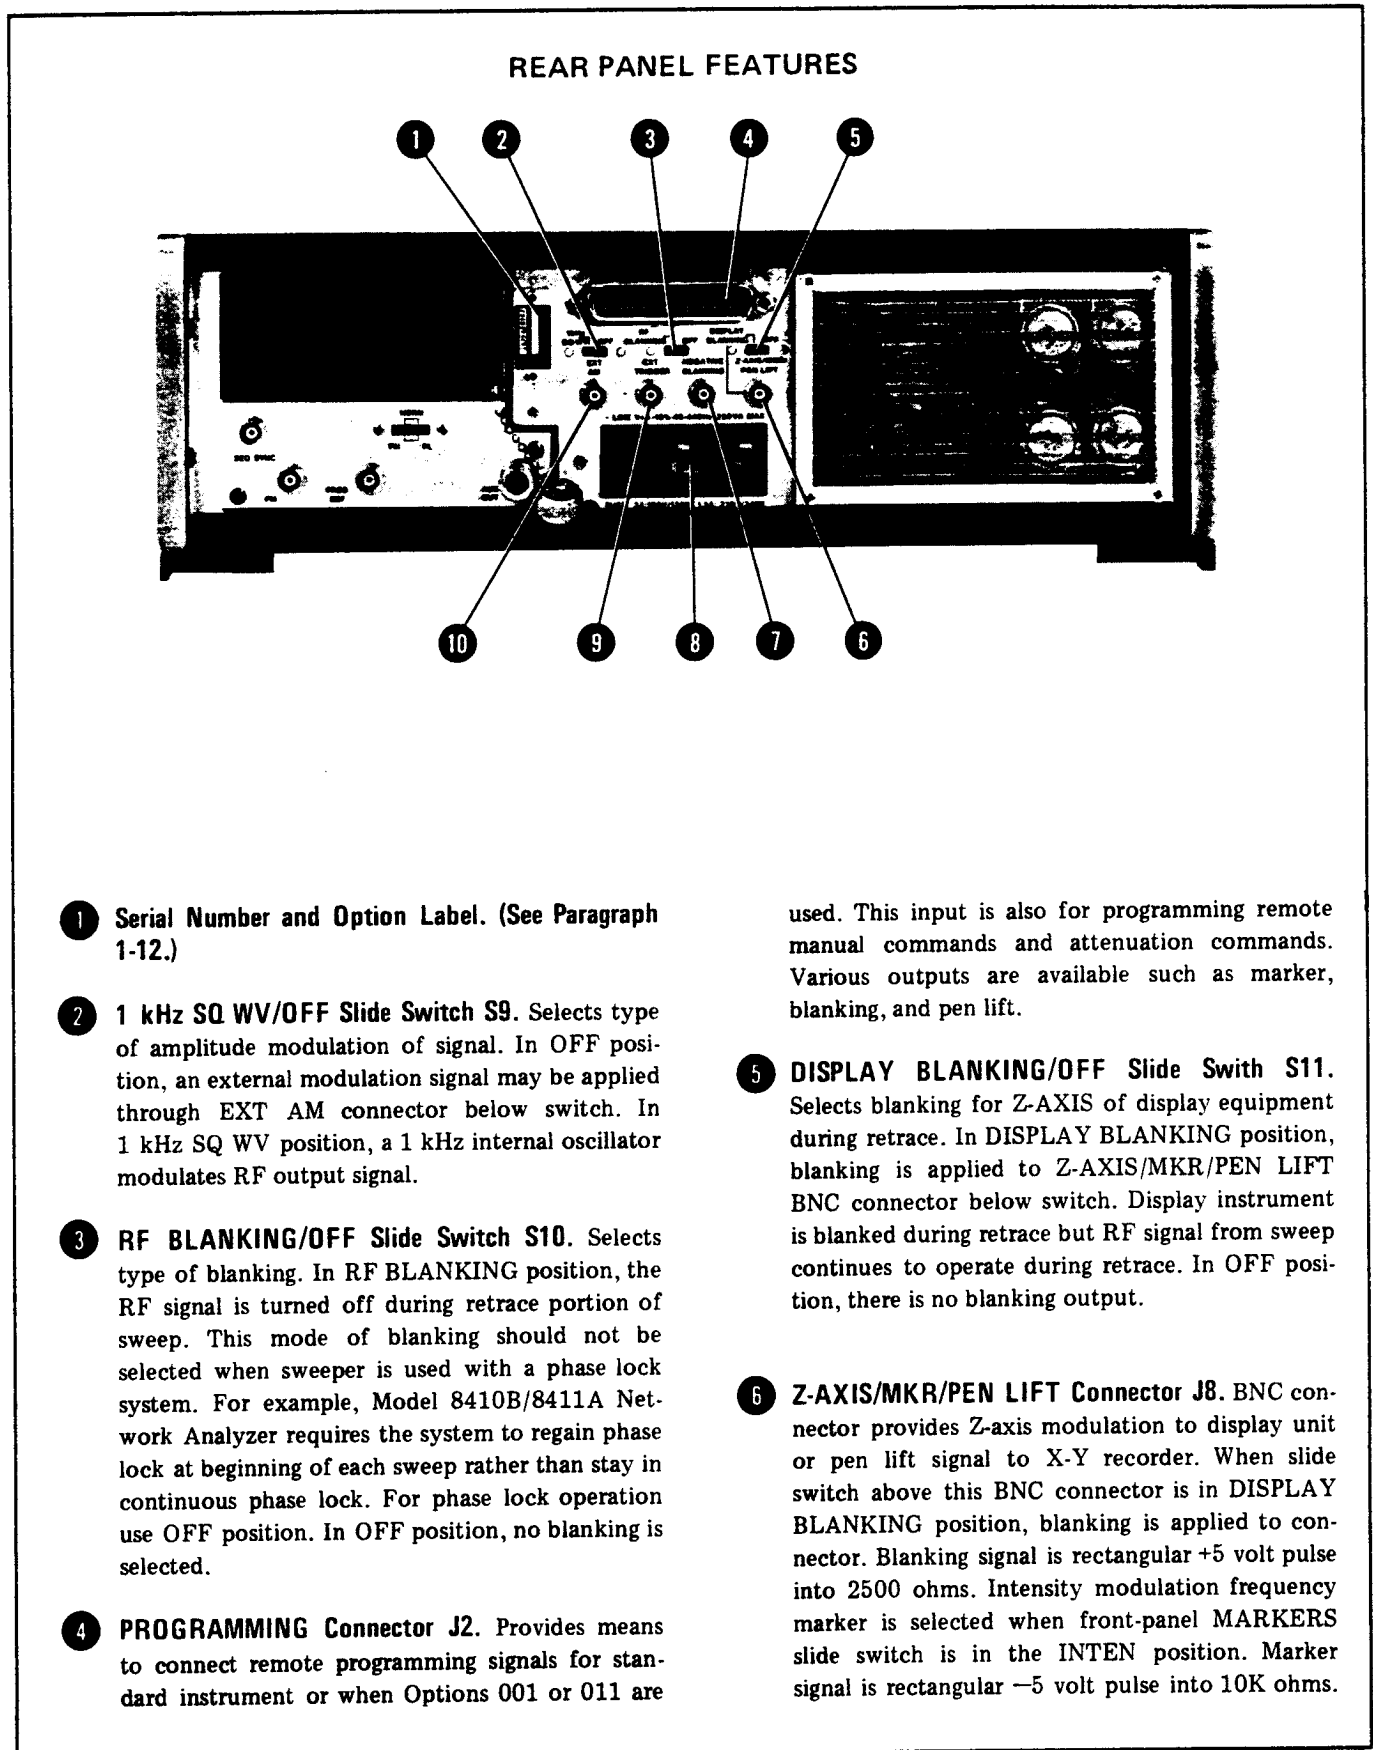 REAR PANEL FEATURES
1
2
3
4
5
RF
DISPLAY
OFF
OFF
OFF
BLANKING
BLANKING
EXT
AM
EXT
TRIGGER
NEGATIVE
BLANKING
PEN LIFT
SEQ SYNC
10
9
8
7
6
1 Serial Number and Option Label. (See Paragraph
1-12.)
2 1 kHz SQ WV/OFF Slide Switch S9. Selects type
of amplitude modulation of signal. In OFF posi-
tion, an external modulation signal may be applied
through EXT AM connector below switch. In
1 kHz SQ WV position, a 1 kHz internal oscillator
modulates RF output signal.
3 RF BLANKING/OFF Slide Switch S10. Selects
type of blanking. In RF BLANKING position, the
RF signal is turned off during retrace portion of
sweep. This mode of blanking should not be
selected when sweeper is used with a phase lock
system. For example, Model 8410B/8411A Net-
work Analyzer requires the system to regain phase
lock at beginning of each sweep rather than stay in
continuous phase lock. For phase lock operation
use OFF position. In OFF position, no blanking is
selected.
4 PROGRAMMING Connector J2. Provides means
to connect remote programming signals for stan-
dard instrument or when Options 001 or 011 are
used. This input is also for programming remote
manual commands and attenuation commands.
Various outputs are available such as marker,
blanking, and pen lift.
5 DISPLAY BLANKING/OFF Slide Swith S11.
Selects blanking for Z-AXIS of display equipment
during retrace. In DISPLAY BLANKING position,
blanking is applied to Z-AXIS/MKR/PEN LIFT
BNC connector below switch. Display instrument
is blanked during retrace but RF signal from sweep
continues to operate during retrace. In OFF posi-
tion, there is no blanking output.
6 Z-AXIS/MKR/PEN LIFT Connector J8. BNC con-
nector provides Z-axis modulation to display unit
or pen lift signal to X-Y recorder. When slide
switch above this BNC connector is in DISPLAY
BLANKING position, blanking is applied to con-
nector. Blanking signal is rectangular +5 volt pulse
into 2500 ohms. Intensity modulation frequency
marker is selected when front-panel MARKERS
slide switch is in the INTEN position. Marker
signal is rectangular —5 volt pulse into 10K ohms.